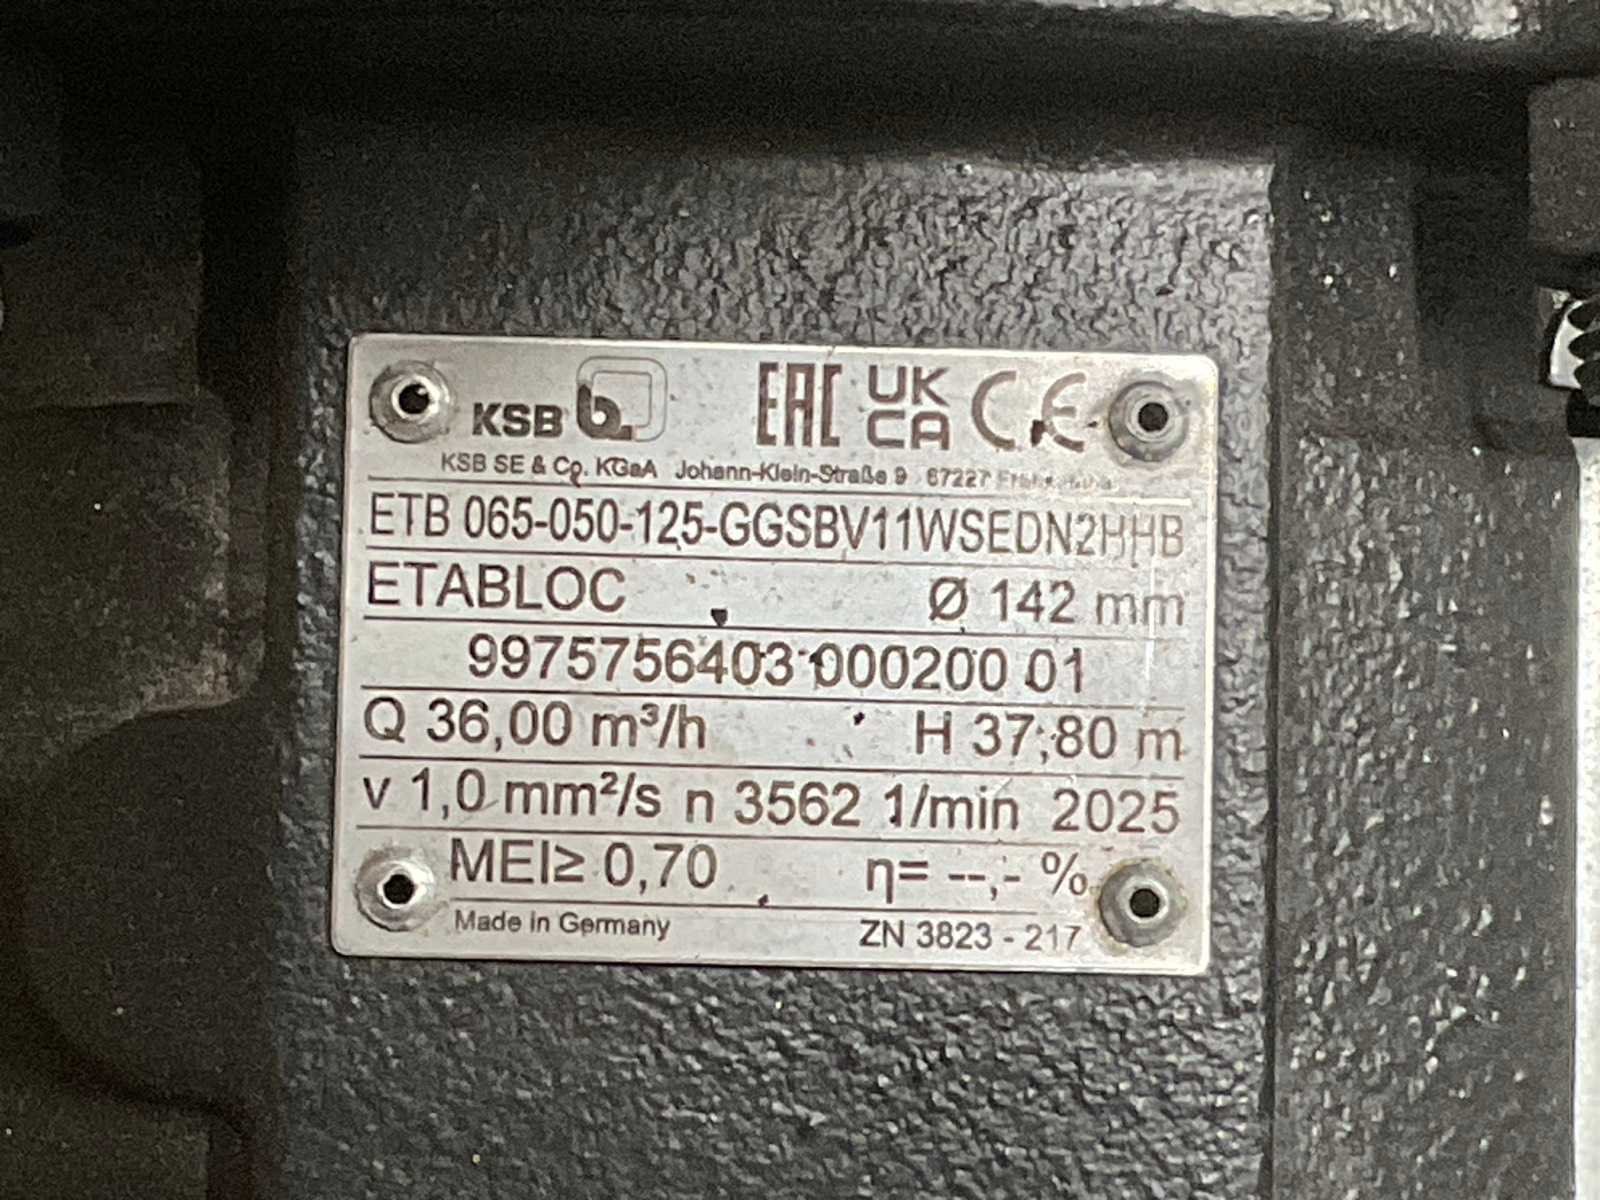 KSB b
EAC UK CA CE
KSB SE & Co. KGaA Johann-Klein-Straße 9 67227
ETB 065-050-125-GGSBV11WSEDN2HHB
ETABLOC Ø 142 mm
9975756403 000200 01
Q 36,00 m³/h H 37,80 m
v 1,0 mm²/s n 3562 1/min 2025
MEI≥ 0,70 η= --,- %
Made in Germany ZN 3823 - 217